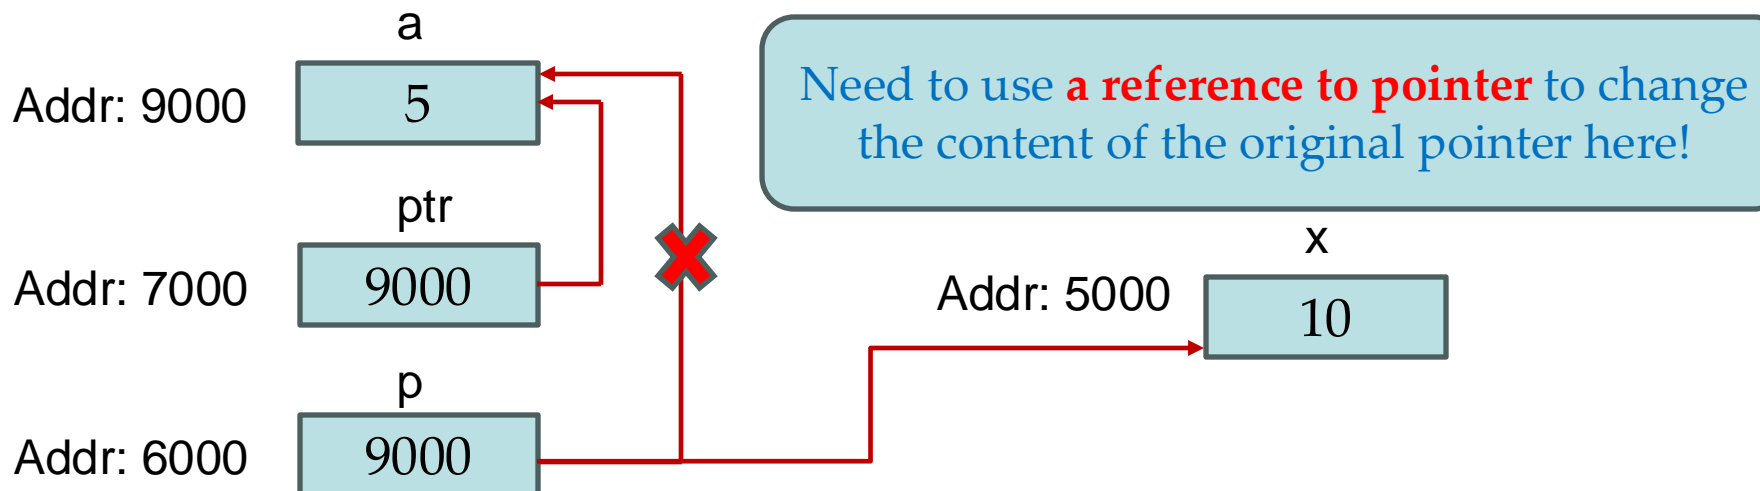 a
Addr: 9000
5
Need to use a reference to pointer to change
the content of the original pointer here!
ptr
Addr: 7000
9000
x
Addr: 5000
10
p
Addr: 6000
9000